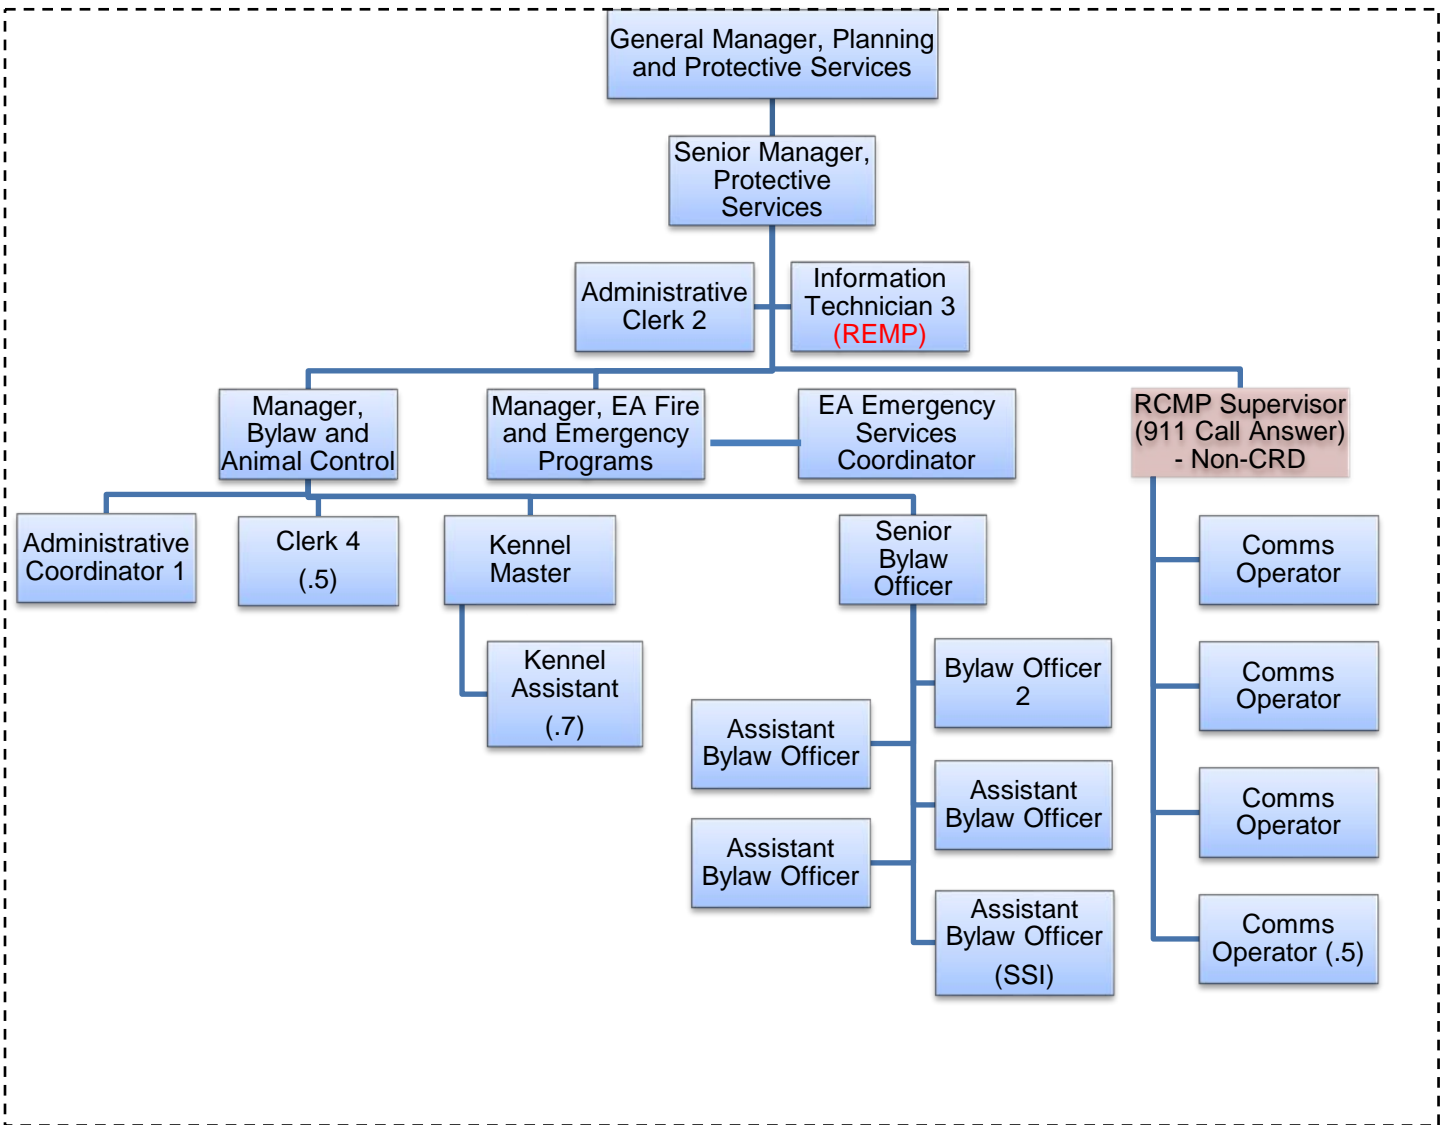 General Manager, Planning
and Protective Services
Senior Manager,
Protective
Services
Administrative
Clerk 2
Information
Technician 3
(REMP)
Manager,
Bylaw and
Animal Control
Manager, EA Fire
and Emergency
Programs
EA Emergency
Services
Coordinator
RCMP Supervisor
(911 Call Answer)
- Non-CRD
Administrative
Coordinator 1
Clerk 4
(.5)
Kennel
Master
Kennel
Assistant
(.7)
Senior
Bylaw
Officer
Bylaw Officer
2
Assistant
Bylaw Officer
Assistant
Bylaw Officer
Assistant
Bylaw Officer
Assistant
Bylaw Officer
(SSI)
Comms
Operator
Comms
Operator
Comms
Operator
Comms
Operator (.5)